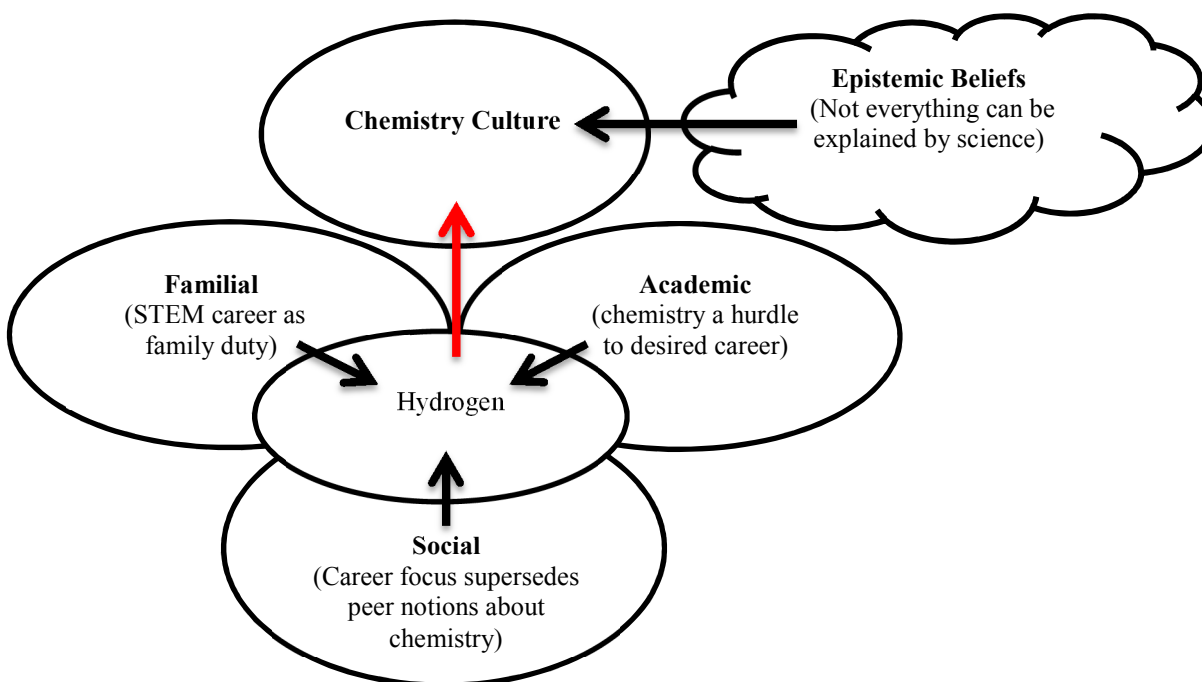 Chemistry Culture
Epistemic Beliefs
(Not everything can be
explained by science)
Familial
(STEM career as
family duty)
Academic
(chemistry a hurdle
to desired career)
Hydrogen
Social
(Career focus supersedes
peer notions about
chemistry)